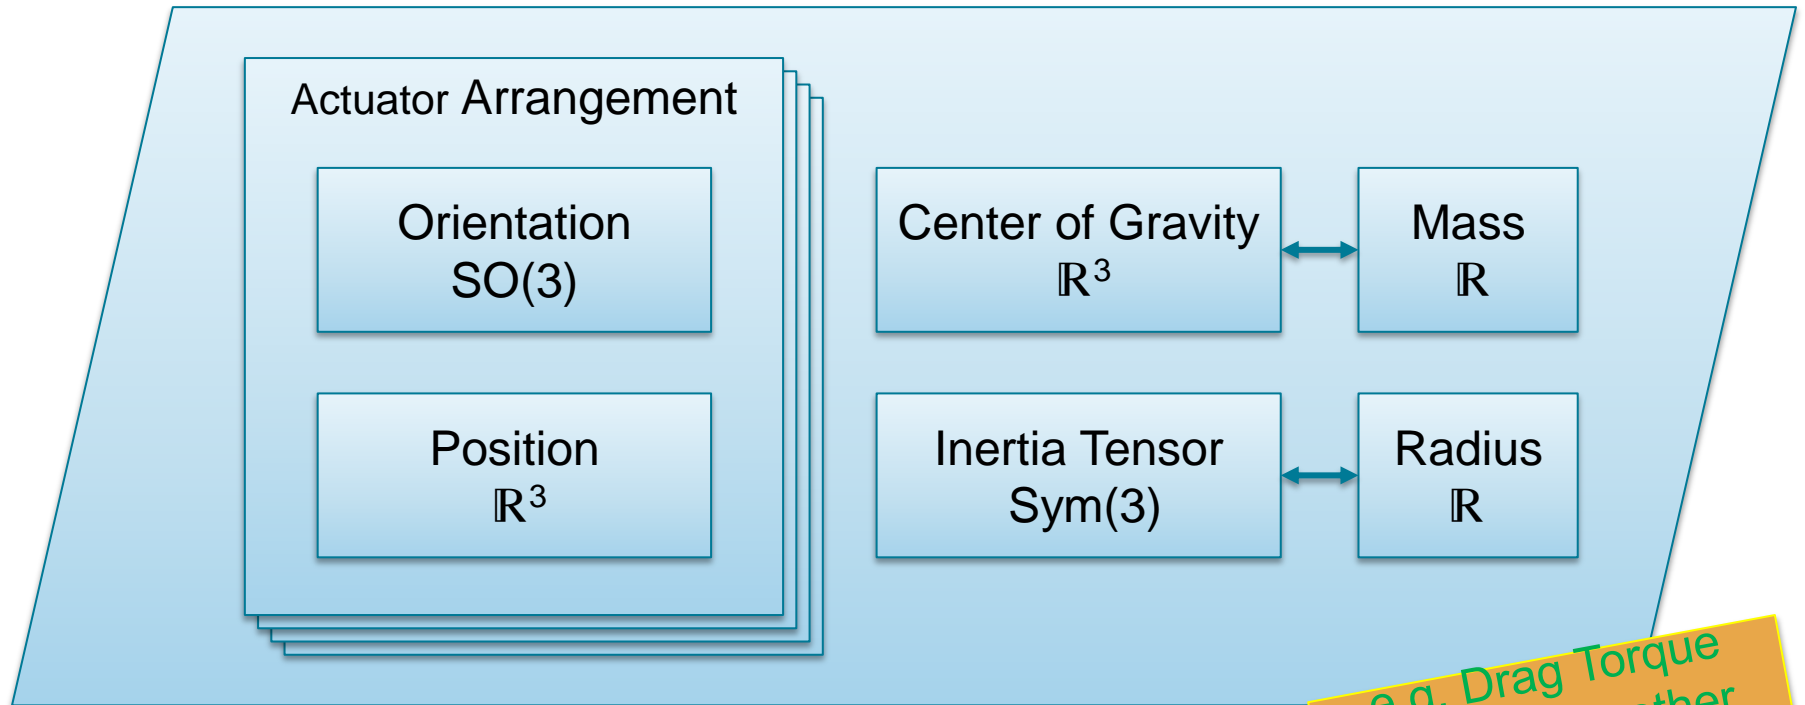 Actuator Arrangement
Orientation
SO(3)
Position
ℝ³
Center of Gravity
ℝ³
Mass
ℝ
Inertia Tensor
Sym(3)
Radius
ℝ
e.g. Drag Torque